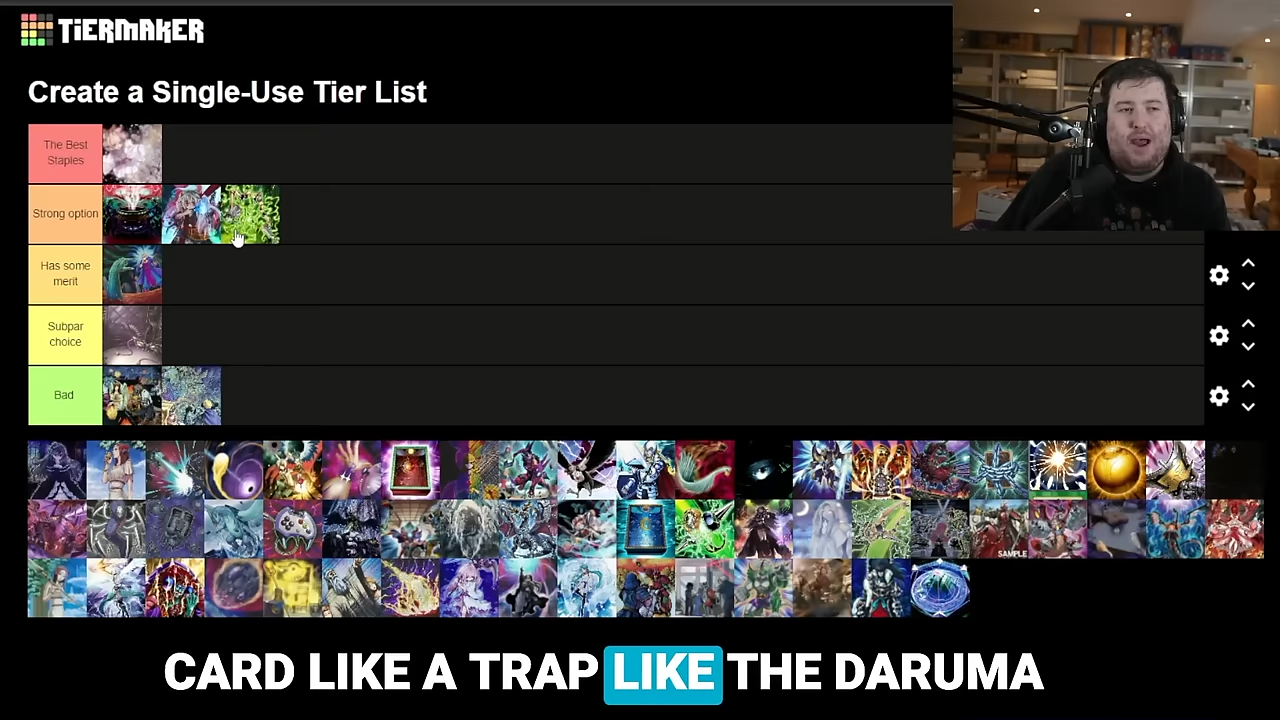 TiERMAKER
Create a Single-Use Tier List
The Best
Staples
Strong option
Has some
merit
Subpar
choice
Bad
SAMPLE
CARD LIKE A TRAP LIKE THE DARUMA